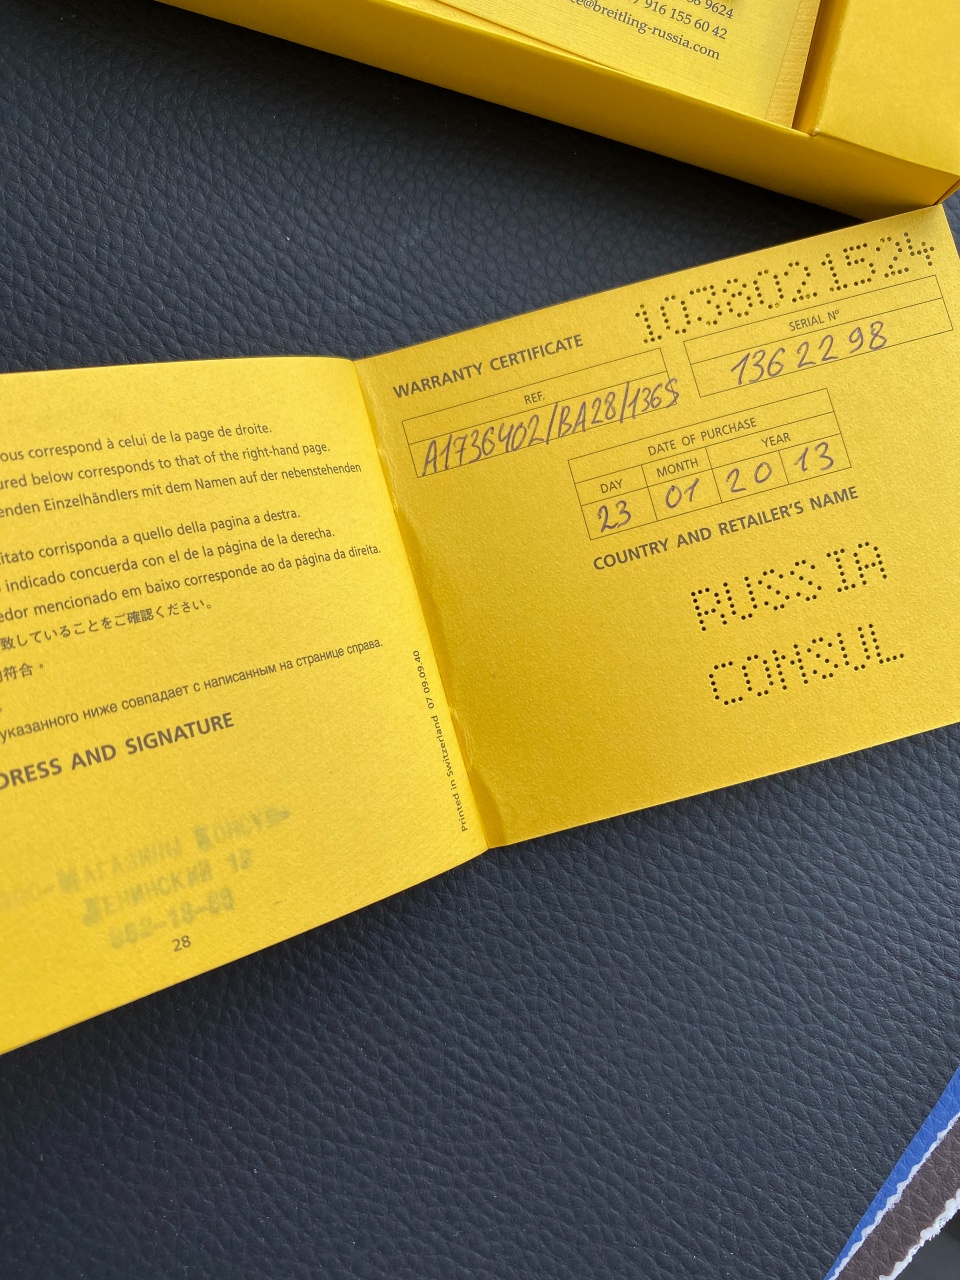 9624
7 916 155 60 42
ce@breitling-russia.com
ous correspond à celui de la page de droite.
ured below corresponds to that of the right-hand page.
enden Einzelhändlers mit dem Namen auf der nebenstehenden
itato corrisponda a quello della pagina a destra.
indicado concuerda con el de la página de la derecha.
edor mencionado em baixo corresponde ao da página da direita.
致していることをご確認ください。
符合。
указанного ниже совпадает с написанным на странице справа.
DRESS AND SIGNATURE
Магазины Консул
Ленинский 12
28
Printed in Switzerland 07 09.09.40
1038021524
WARRANTY CERTIFICATE
REF.
A1736402/BA28/136S
SERIAL Nº
1362298
DATE OF PURCHASE
DAY MONTH YEAR
23 01 2013
COUNTRY AND RETAILER'S NAME
RUSSIA
CONSUL